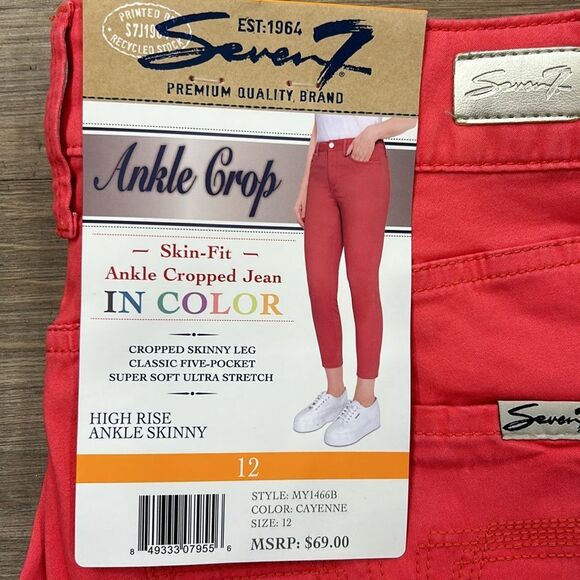 PRINTED ON
RECYCLED STOCK
EST:1964
Seven7
PREMIUM QUALITY BRAND
Seven7
Ankle Crop
— Skin-Fit —
Ankle Cropped Jean
IN COLOR
CROPPED SKINNY LEG
CLASSIC FIVE-POCKET
SUPER SOFT ULTRA STRETCH
HIGH RISE
ANKLE SKINNY
Seven7
12
STYLE: MY1466B
COLOR: CAYENNE
SIZE: 12
MSRP: $69.00
8 49333 07955 6